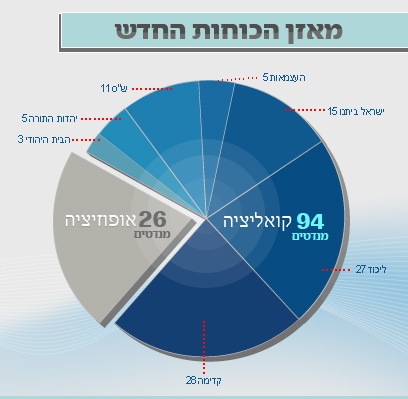 מאזן הכוחות החדש
העצמאות 5
ש"ס 11
ישראל ביתנו 15
יהדות התורה 5
הבית היהודי 3
קואליציה 94
מנדטים
אופוזיציה 26
מנדטים
ליכוד 27
קדימה 28